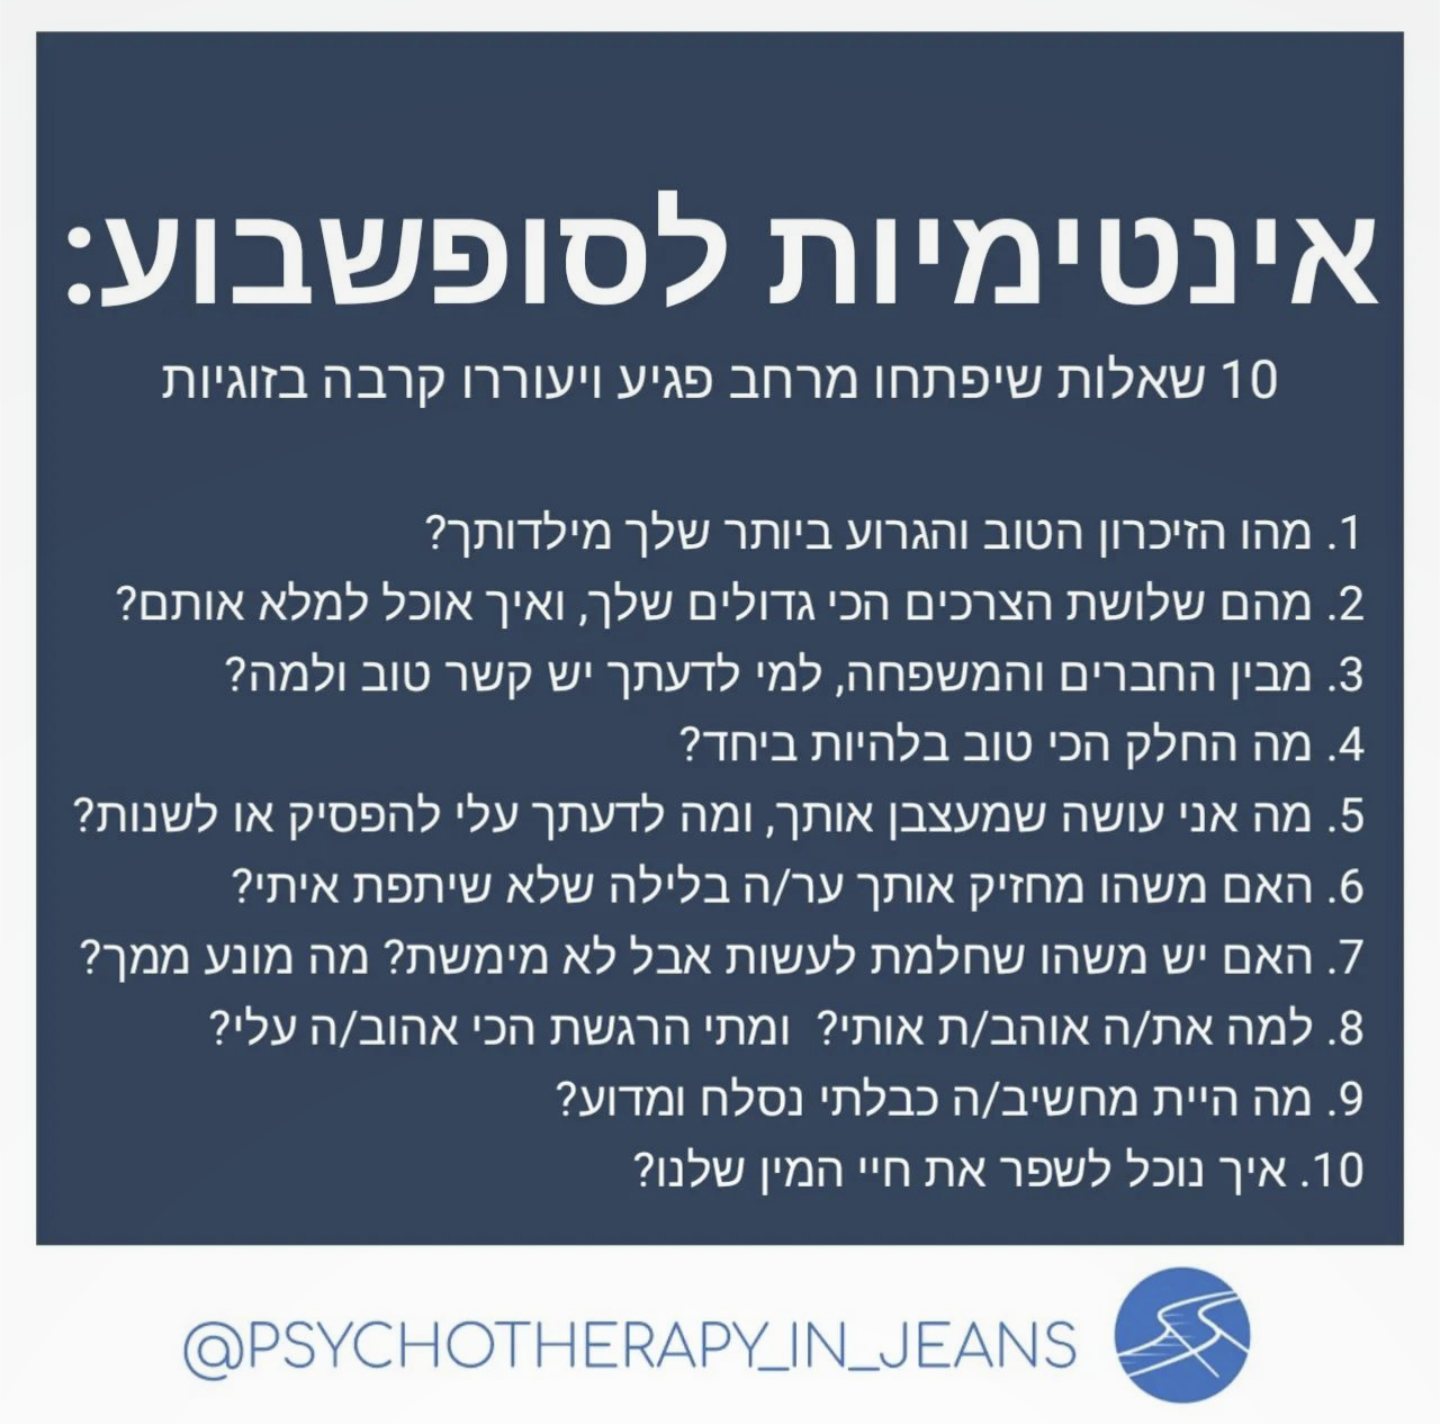 אינטימיות לסופשבוע:
10 שאלות שיפתחו מרחב פגיע ויעוררו קרבה בזוגיות
1. מהו הזיכרון הטוב והגרוע ביותר שלך מילדותך?
2. מהם שלושת הצרכים הכי גדולים שלך, ואיך אוכל למלא אותם?
3. מבין החברים והמשפחה, למי לדעתך יש קשר טוב ולמה?
4. מה החלק הכי טוב בלהיות ביחד?
5. מה אני עושה שמעצבן אותך, ומה לדעתך עלי להפסיק או לשנות?
6. האם משהו מחזיק אותך ער/ה בלילה שלא שיתפת איתי?
7. האם יש משהו שחלמת לעשות אבל לא מימשת? מה מונע ממך?
8. למה את/ה אוהב/ת אותי?  ומתי הרגשת הכי אהוב/ה עלי?
9. מה היית מחשיב/ה כבלתי נסלח ומדוע?
10. איך נוכל לשפר את חיי המין שלנו?
@PSYCHOTHERAPY_IN_JEANS